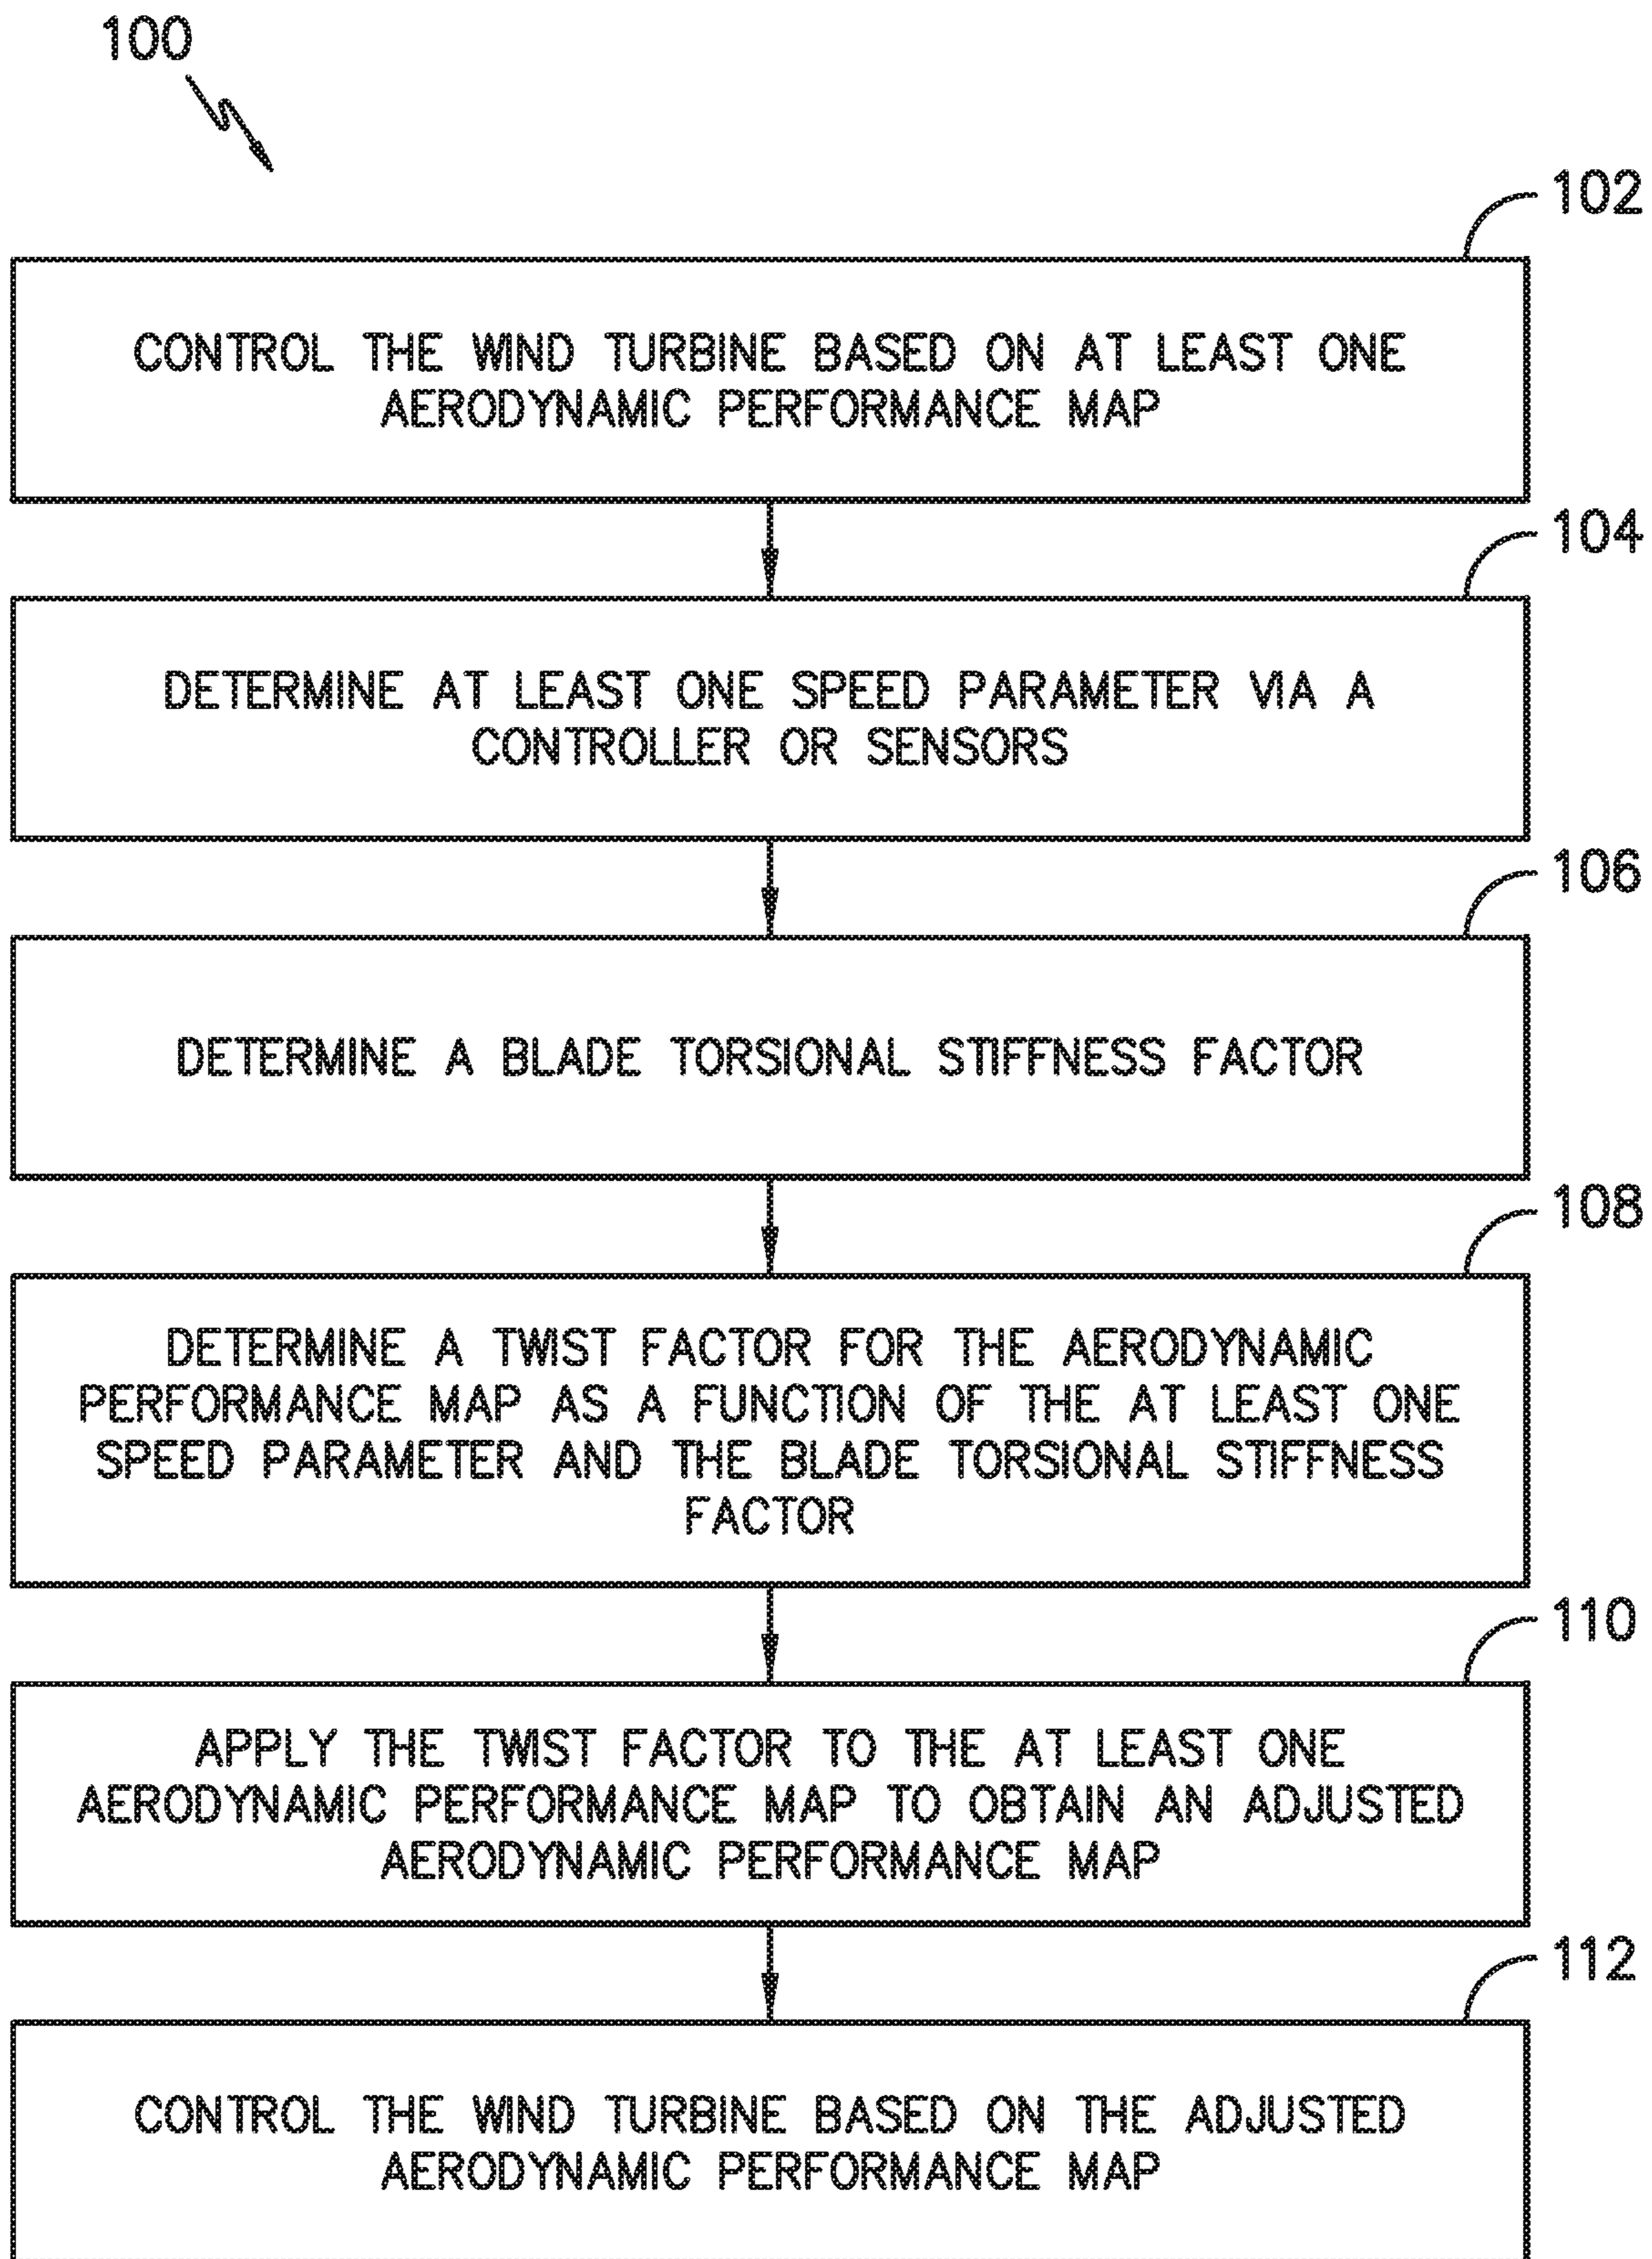 100
102
CONTROL THE WIND TURBINE BASED ON AT LEAST ONE
AERODYNAMIC PERFORMANCE MAP
104
DETERMINE AT LEAST ONE SPEED PARAMETER VIA A
CONTROLLER OR SENSORS
106
DETERMINE A BLADE TORSIONAL STIFFNESS FACTOR
108
DETERMINE A TWIST FACTOR FOR THE AERODYNAMIC
PERFORMANCE MAP AS A FUNCTION OF THE AT LEAST ONE
SPEED PARAMETER AND THE BLADE TORSIONAL STIFFNESS
FACTOR
110
APPLY THE TWIST FACTOR TO THE AT LEAST ONE
AERODYNAMIC PERFORMANCE MAP TO OBTAIN AN ADJUSTED
AERODYNAMIC PERFORMANCE MAP
112
CONTROL THE WIND TURBINE BASED ON THE ADJUSTED
AERODYNAMIC PERFORMANCE MAP